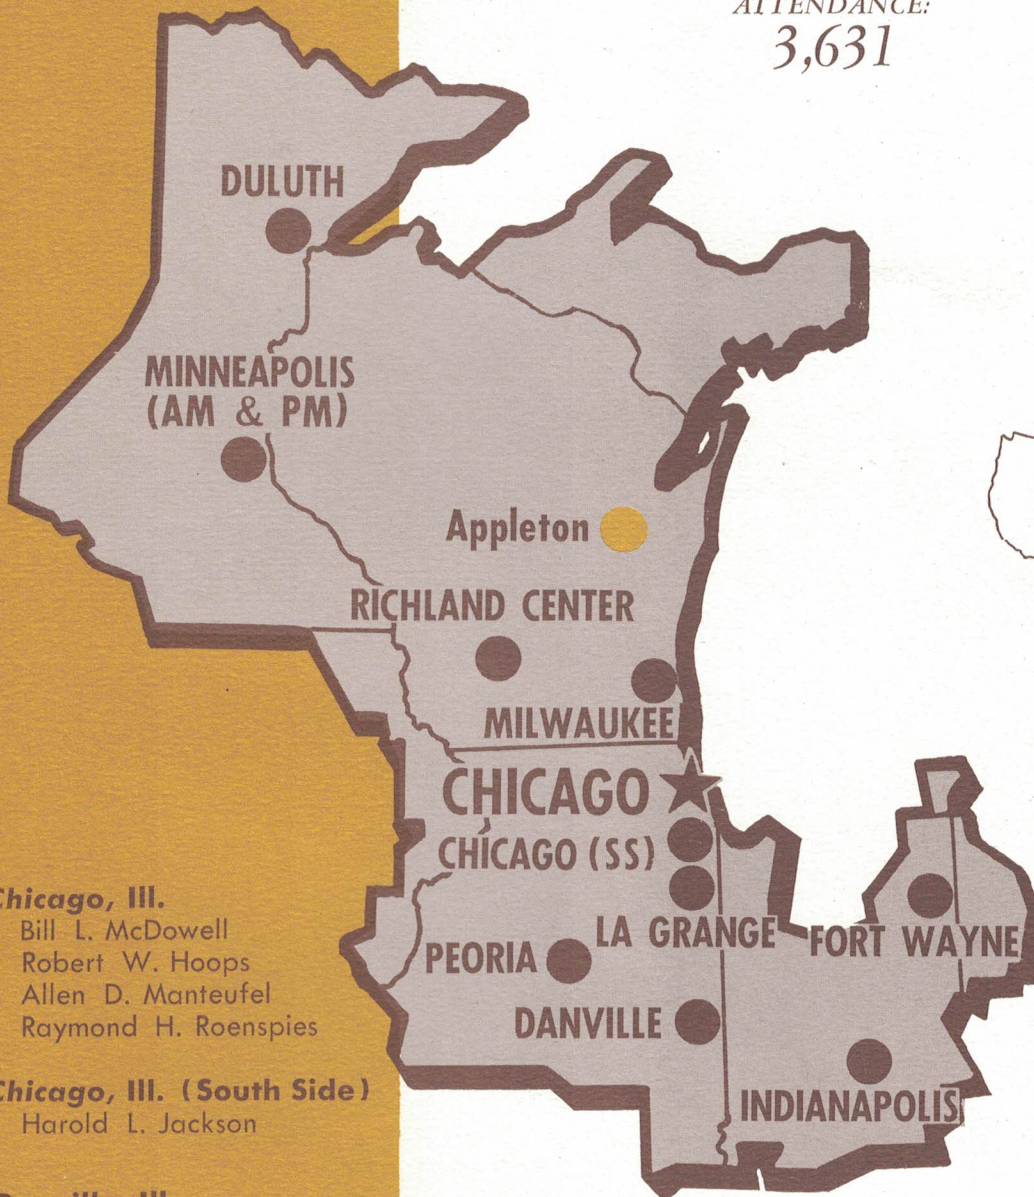 ATTENDANCE:
3,631
DULUTH
MINNEAPOLIS
(AM & PM)
Appleton
RICHLAND CENTER
MILWAUKEE
CHICAGO
CHICAGO (SS)
LA GRANGE
FORT WAYNE
PEORIA
DANVILLE
INDIANAPOLIS
Chicago, Ill.
Bill L. McDowell
Robert W. Hoops
Allen D. Manteufel
Raymond H. Roenspies
Chicago, Ill. (South Side)
Harold L. Jackson